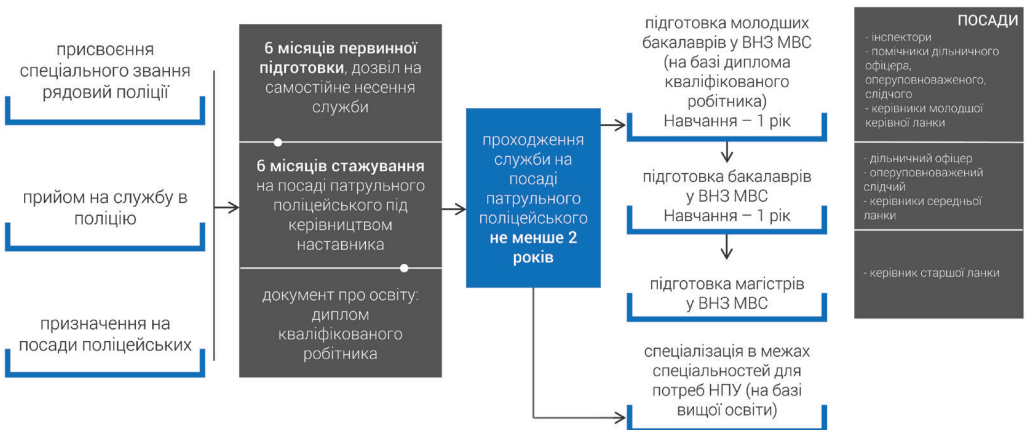 присвоєння
спеціального звання
рядовий поліції
прийом на службу в
поліцію
призначення на
посади поліцейських
6 місяців первинної
підготовки, дозвіл на
самостійне несення
служби
6 місяців стажування
на посаді патрульного
поліцейського під
керівництвом
наставника
документ про освіту:
диплом
кваліфікованого
робітника
проходження
служби на
посаді
патрульного
поліцейського
не менше 2
років
підготовка молодших
бакалаврів у ВНЗ МВС
(на базі диплома
кваліфікованого
робітника)
Навчання – 1 рік
підготовка бакалаврів
у ВНЗ МВС
Навчання – 1 рік
підготовка магістрів
у ВНЗ МВС
спеціалізація в межах
спеціальностей для
потреб НПУ (на базі
вищої освіти)
ПОСАДИ
- інспектори
- помічники дільничного
офіцера,
оперуповноваженого,
слідчого
- керівники молодшої
керівної ланки
- дільничний офіцер
- оперуповноважений
слідчий
- керівники середньої
ланки
- керівник старшої ланки